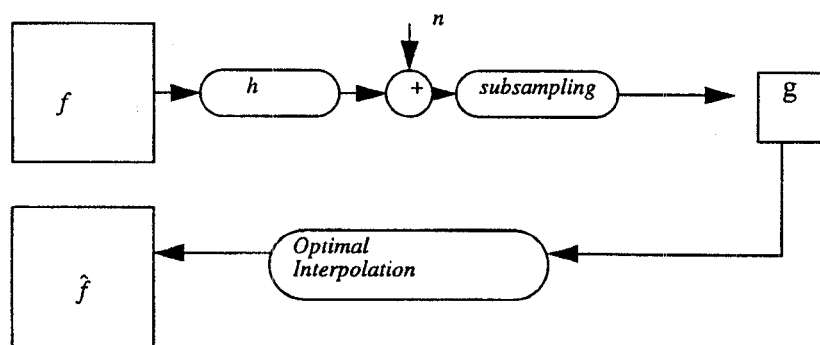 n
f
h
+
subsampling
g
Optimal
Interpolation
f̂